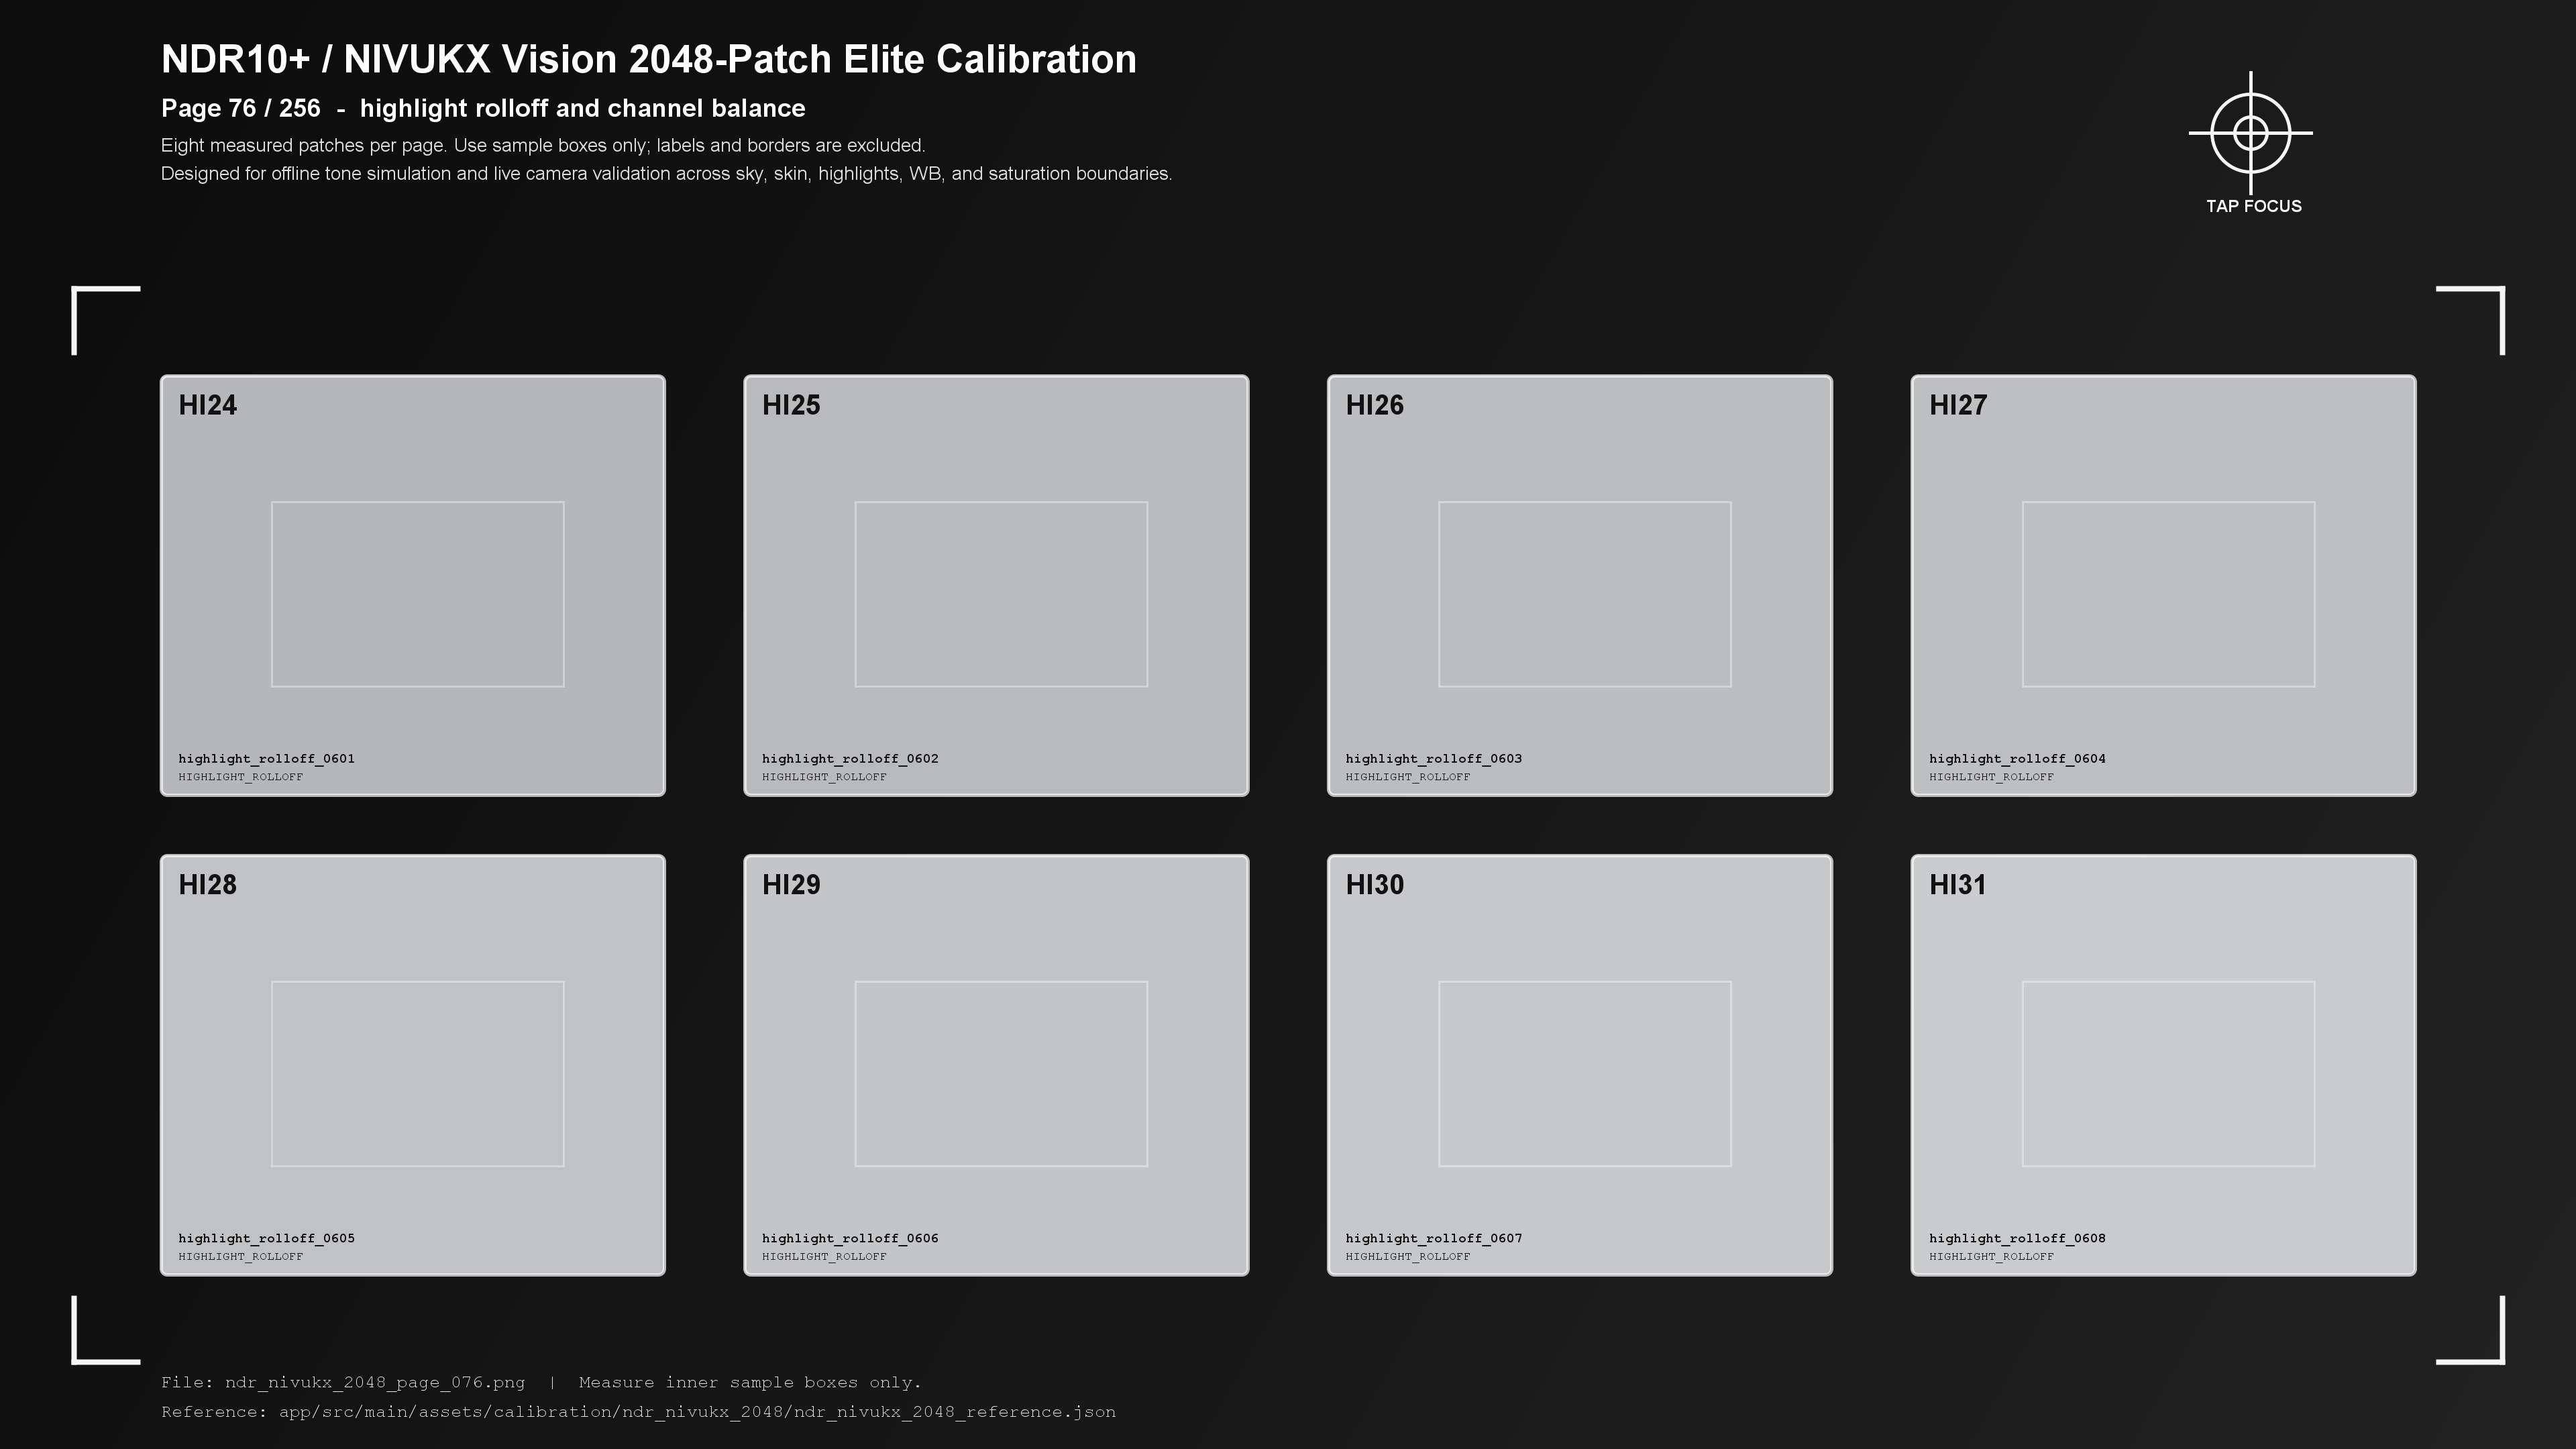 NDR10+ / NIVUKX Vision 2048-Patch Elite Calibration
Page 76 / 256 - highlight rolloff and channel balance
Eight measured patches per page. Use sample boxes only; labels and borders are excluded.
Designed for offline tone simulation and live camera validation across sky, skin, highlights, WB, and saturation boundaries.
TAP FOCUS
HI24
highlight_rolloff_0601
HIGHLIGHT_ROLLOFF
HI25
highlight_rolloff_0602
HIGHLIGHT_ROLLOFF
HI26
highlight_rolloff_0603
HIGHLIGHT_ROLLOFF
HI27
highlight_rolloff_0604
HIGHLIGHT_ROLLOFF
HI28
highlight_rolloff_0605
HIGHLIGHT_ROLLOFF
HI29
highlight_rolloff_0606
HIGHLIGHT_ROLLOFF
HI30
highlight_rolloff_0607
HIGHLIGHT_ROLLOFF
HI31
highlight_rolloff_0608
HIGHLIGHT_ROLLOFF
File: ndr_nivukx_2048_page_076.png | Measure inner sample boxes only.
Reference: app/src/main/assets/calibration/ndr_nivukx_2048/ndr_nivukx_2048_reference.json